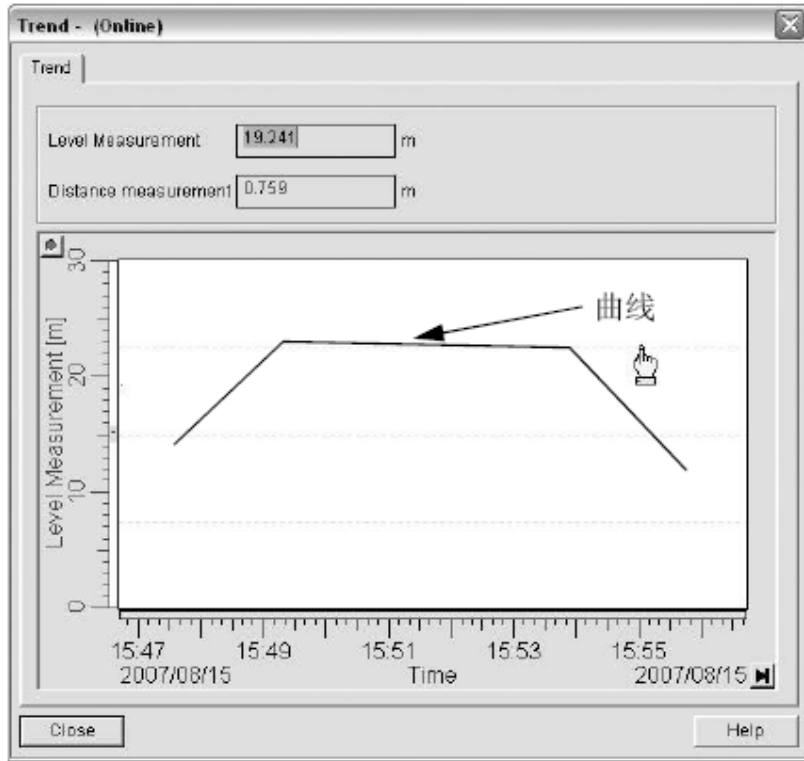 Trend - (Online)
Trend
Level Measurement 19.241 m
Distance measurement 0.759 m
30
20
10
0
Level Measurement [m]
曲线
15:47 15:49 15:51 15:53 15:55
2007/08/15 Time 2007/08/15
Close Help